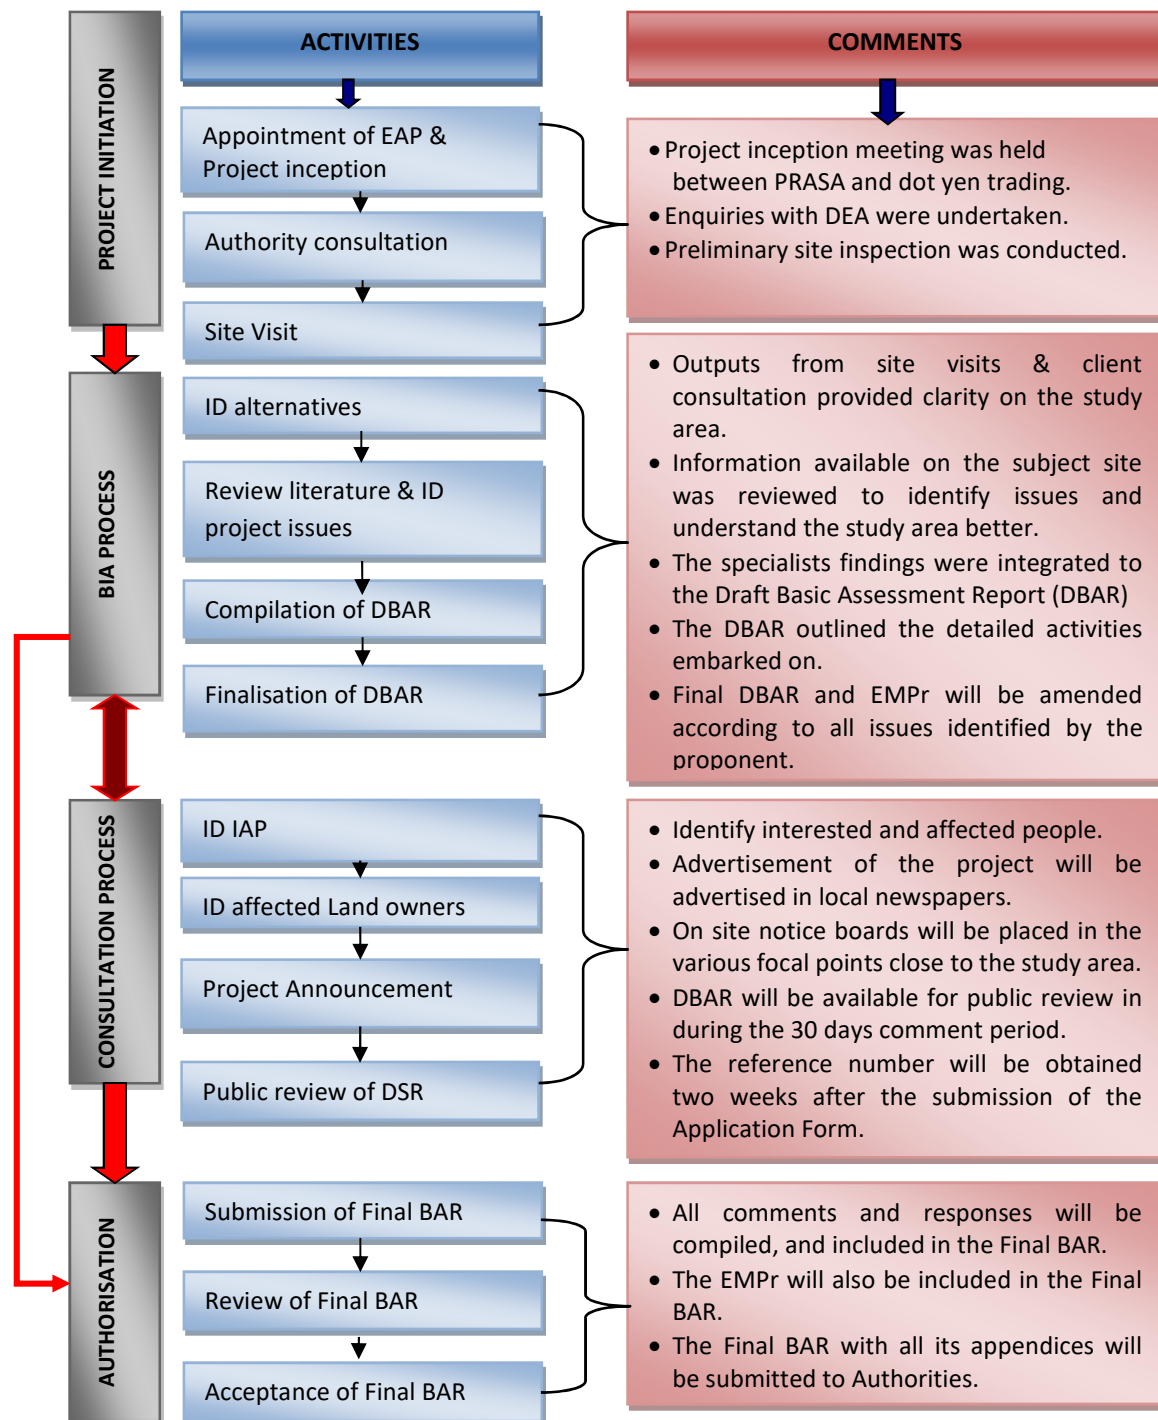 ACTIVITIES
COMMENTS
PROJECT INITIATION
Appointment of EAP &
Project inception
Authority consultation
Site Visit
• Project inception meeting was held
between PRASA and dot yen trading.
• Enquiries with DEA were undertaken.
• Preliminary site inspection was conducted.
BIA PROCESS
ID alternatives
Review literature & ID
project issues
Compilation of DBAR
Finalisation of DBAR
• Outputs from site visits & client
consultation provided clarity on the study
area.
• Information available on the subject site
was reviewed to identify issues and
understand the study area better.
• The specialists findings were integrated to
the Draft Basic Assessment Report (DBAR)
• The DBAR outlined the detailed activities
embarked on.
• Final DBAR and EMPr will be amended
according to all issues identified by the
proponent.
CONSULTATION PROCESS
ID IAP
ID affected Land owners
Project Announcement
Public review of DSR
• Identify interested and affected people.
• Advertisement of the project will be
advertised in local newspapers.
• On site notice boards will be placed in the
various focal points close to the study area.
• DBAR will be available for public review in
during the 30 days comment period.
• The reference number will be obtained
two weeks after the submission of the
Application Form.
AUTHORISATION
Submission of Final BAR
Review of Final BAR
Acceptance of Final BAR
• All comments and responses will be
compiled, and included in the Final BAR.
• The EMPr will also be included in the Final
BAR.
• The Final BAR with all its appendices will
be submitted to Authorities.